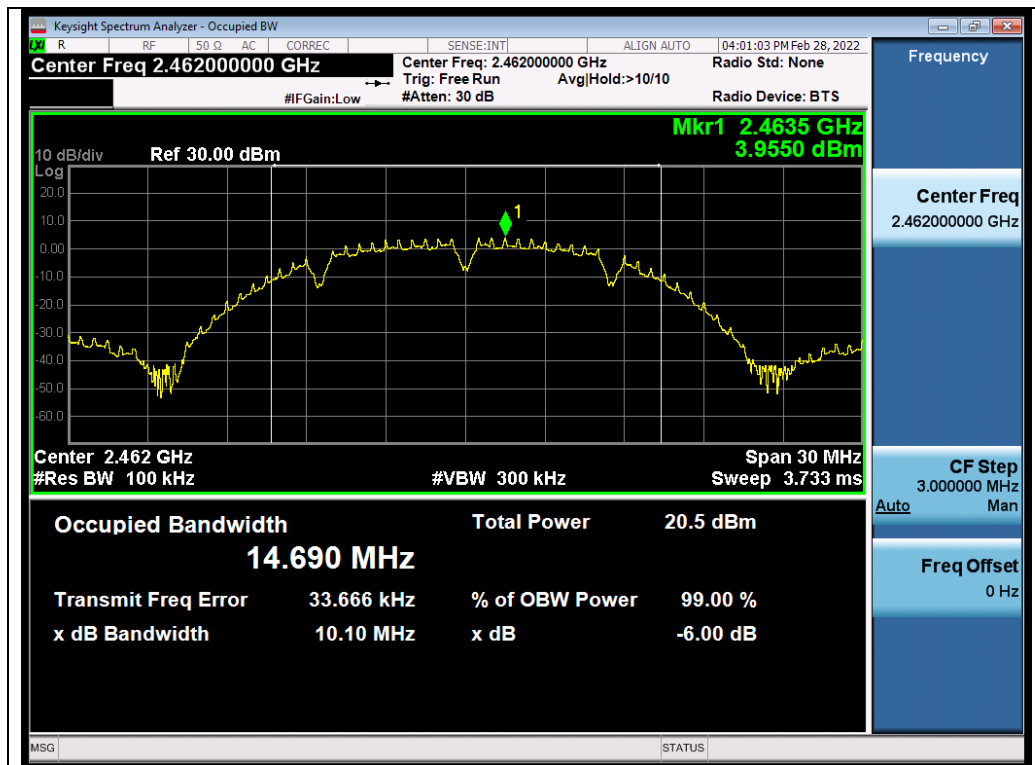 Keysight Spectrum Analyzer - Occupied BW
LXI R RF 50 Ω AC CORREC SENSE:INT ALIGN AUTO 04:01:03 PM Feb 28, 2022
Center Freq 2.462000000 GHz
Center Freq: 2.462000000 GHz Radio Std: None
Trig: Free Run Avg|Hold:>10/10
#IFGain:Low #Atten: 30 dB Radio Device: BTS
Mkr1 2.4635 GHz
3.9550 dBm
10 dB/div Ref 30.00 dBm
Log
20.0
10.0
0.00
-10.0
-20.0
-30.0
-40.0
-50.0
-60.0
1
Center 2.462 GHz Span 30 MHz
#Res BW 100 kHz #VBW 300 kHz Sweep 3.733 ms
Occupied Bandwidth Total Power 20.5 dBm
14.690 MHz
Transmit Freq Error 33.666 kHz % of OBW Power 99.00 %
x dB Bandwidth 10.10 MHz x dB -6.00 dB
Frequency
Center Freq
2.462000000 GHz
CF Step
3.000000 MHz
Auto Man
Freq Offset
0 Hz
MSG STATUS